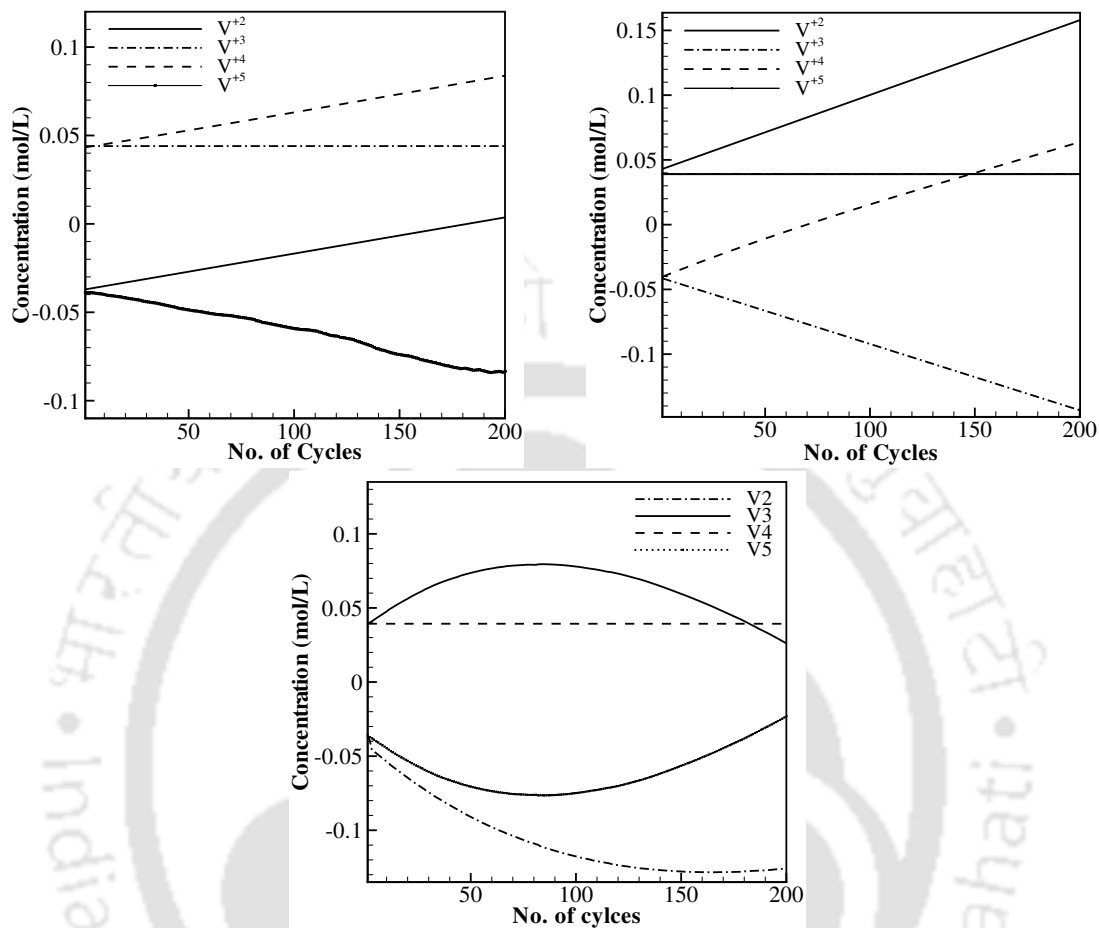 V+2
V+3
V+4
V+5
0.1
0.05
0
-0.05
-0.1
Concentration (mol/L)
50 100 150 200
No. of Cycles
V+2
V+3
V+4
V+5
0.15
0.1
0.05
0
-0.05
-0.1
Concentration (mol/L)
50 100 150 200
No. of Cycles
V2
V3
V4
V5
0.1
0.05
0
-0.05
-0.1
Concentration (mol/L)
50 100 150 200
No. of cylces